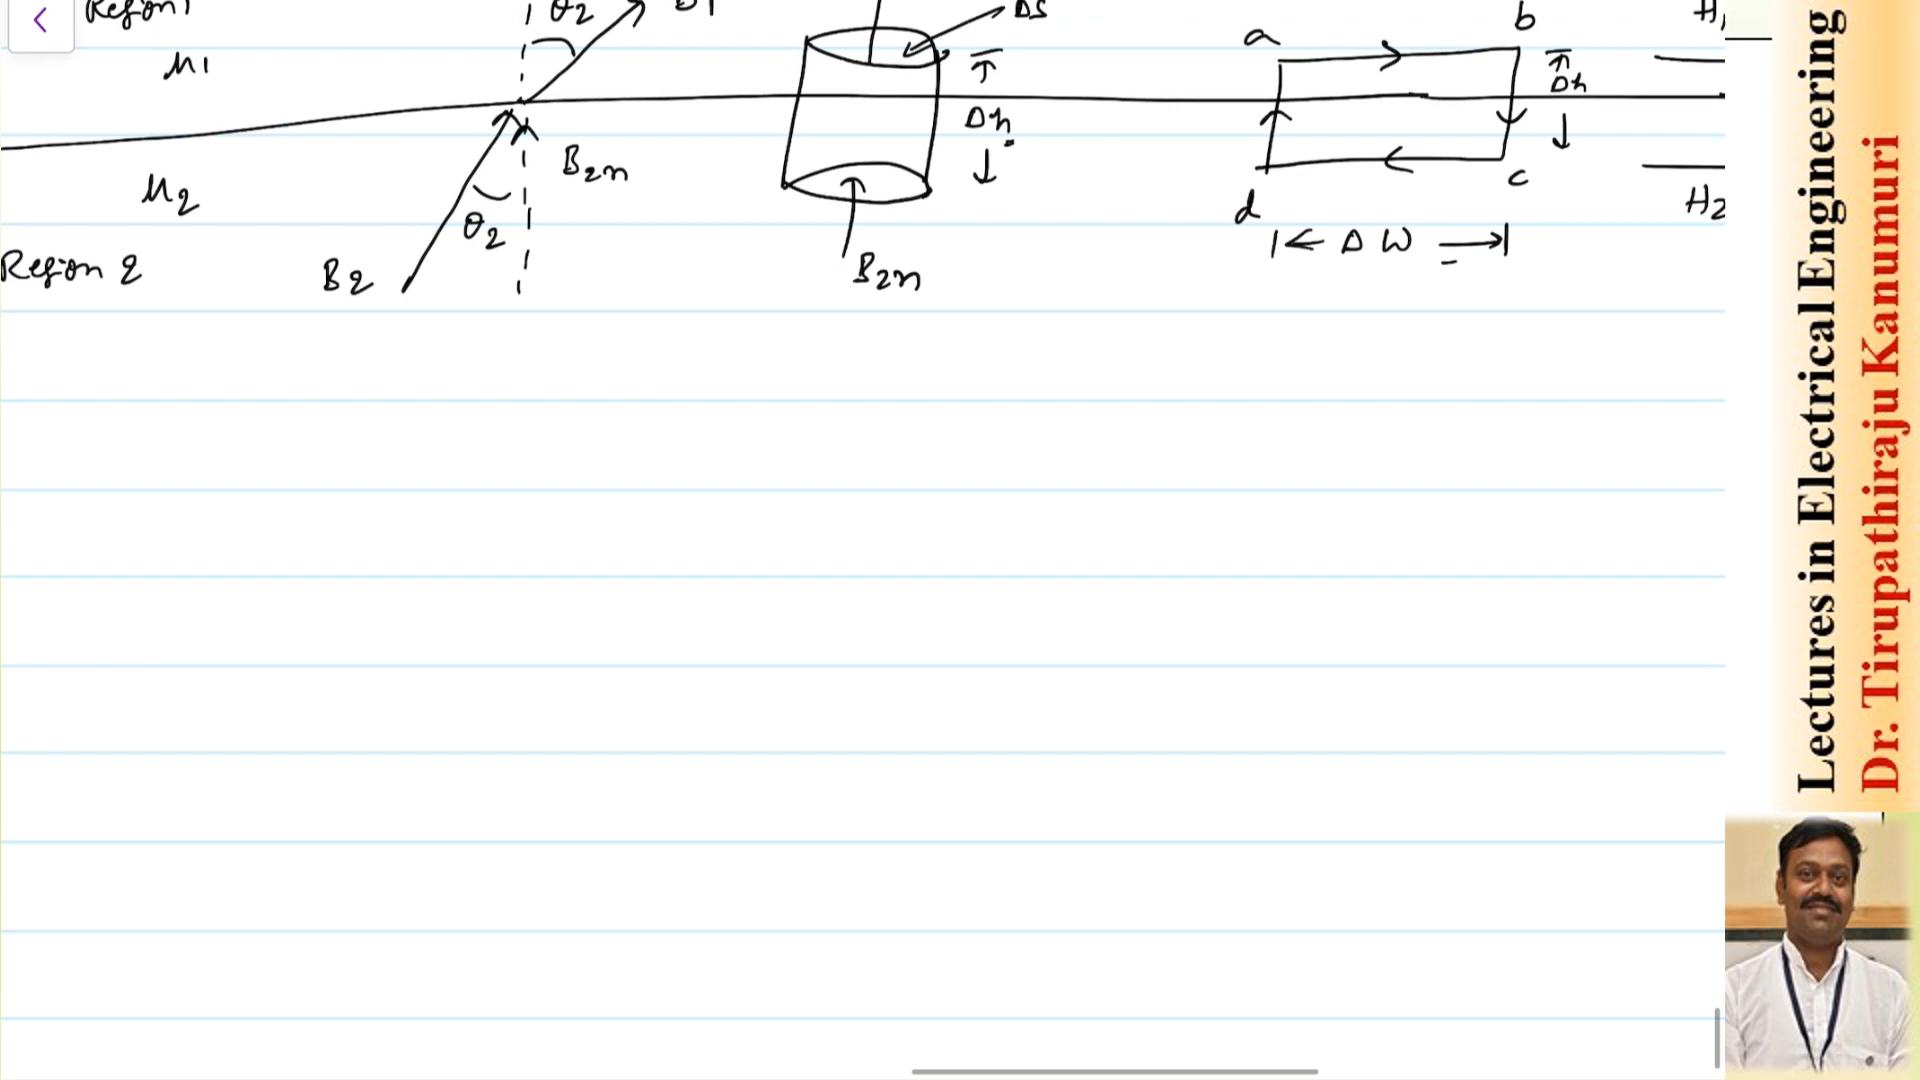 Region 1
θ2
ΔS
b
H1
a
μ1
Δh
Δh
B2n
c
μ2
θ2
d
H2
ΔW
Region 2
B2
B2n
Lectures in Electrical Engineering
Dr. Tirupathiraju Kanumuri